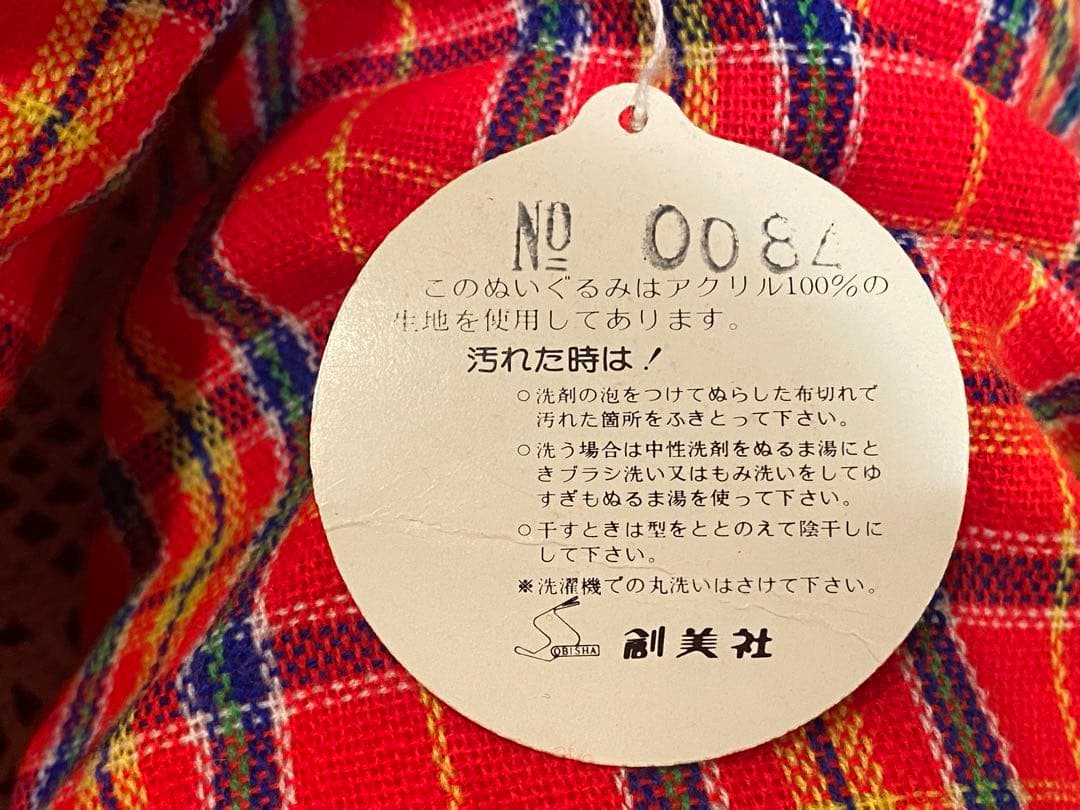 № 0084
このぬいぐるみはアクリル100%の
生地を使用してあります。
汚れた時は！
○洗剤の泡をつけてぬらした布切れで
汚れた箇所をふきとって下さい。
○洗う場合は中性洗剤をぬるま湯にと
きブラシ洗い又はもみ洗いをしてゆ
すぎもぬるま湯を使って下さい。
○干すときは型をととのえて陰干しに
して下さい。
※洗濯機での丸洗いはさけて下さい。
SOBISHA 創美社